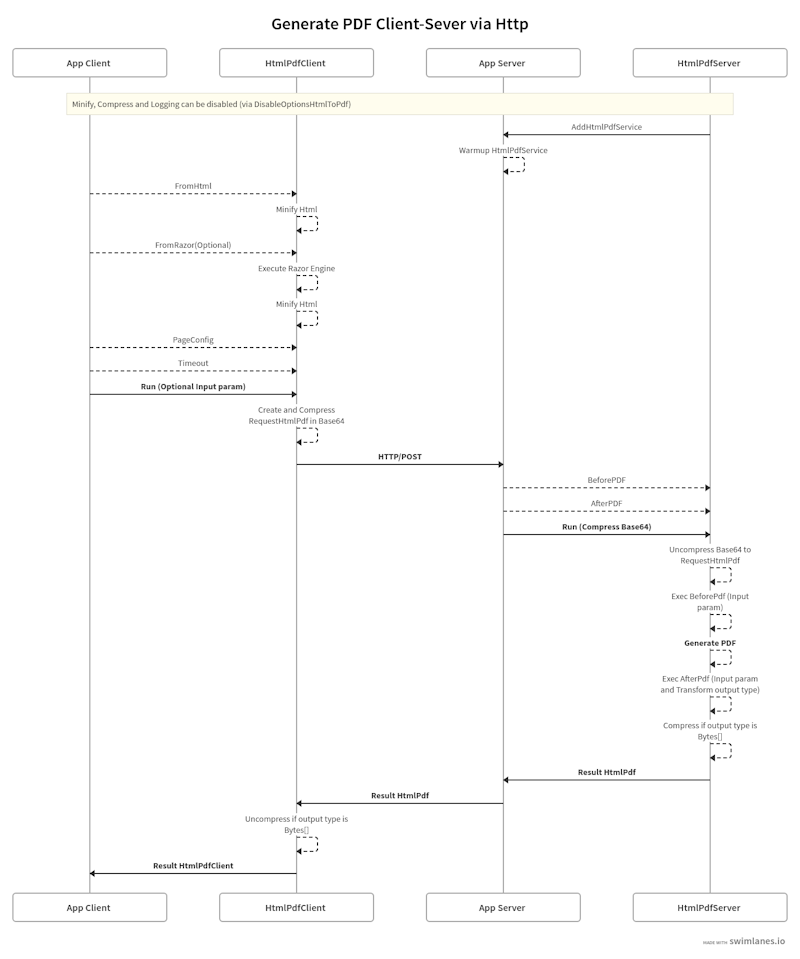 Generate PDF Client-Sever via Http
App Client
HtmlPdfClient
App Server
HtmlPdfServer
Minify, Compress and Logging can be disabled (via DisableOptionsHtmlToPdf)
AddHtmlPdfService
Warmup HtmlPdfService
FromHtml
Minify Html
FromRazor(Optional)
Execute Razor Engine
Minify Html
PageConfig
Timeout
Run (Optional Input param)
Create and Compress
RequestHtmlPdf in Base64
HTTP/POST
BeforePDF
AfterPDF
Run (Compress Base64)
Uncompress Base64 to
RequestHtmlPdf
Exec BeforePdf (Input
param)
Generate PDF
Exec AfterPdf (Input param
and Transform output type)
Compress if output type is
Bytes[]
Result HtmlPdf
Result HtmlPdf
Uncompress if output type is
Bytes[]
Result HtmlPdfClient
App Client
HtmlPdfClient
App Server
HtmlPdfServer
MADE WITH swimlanes.io